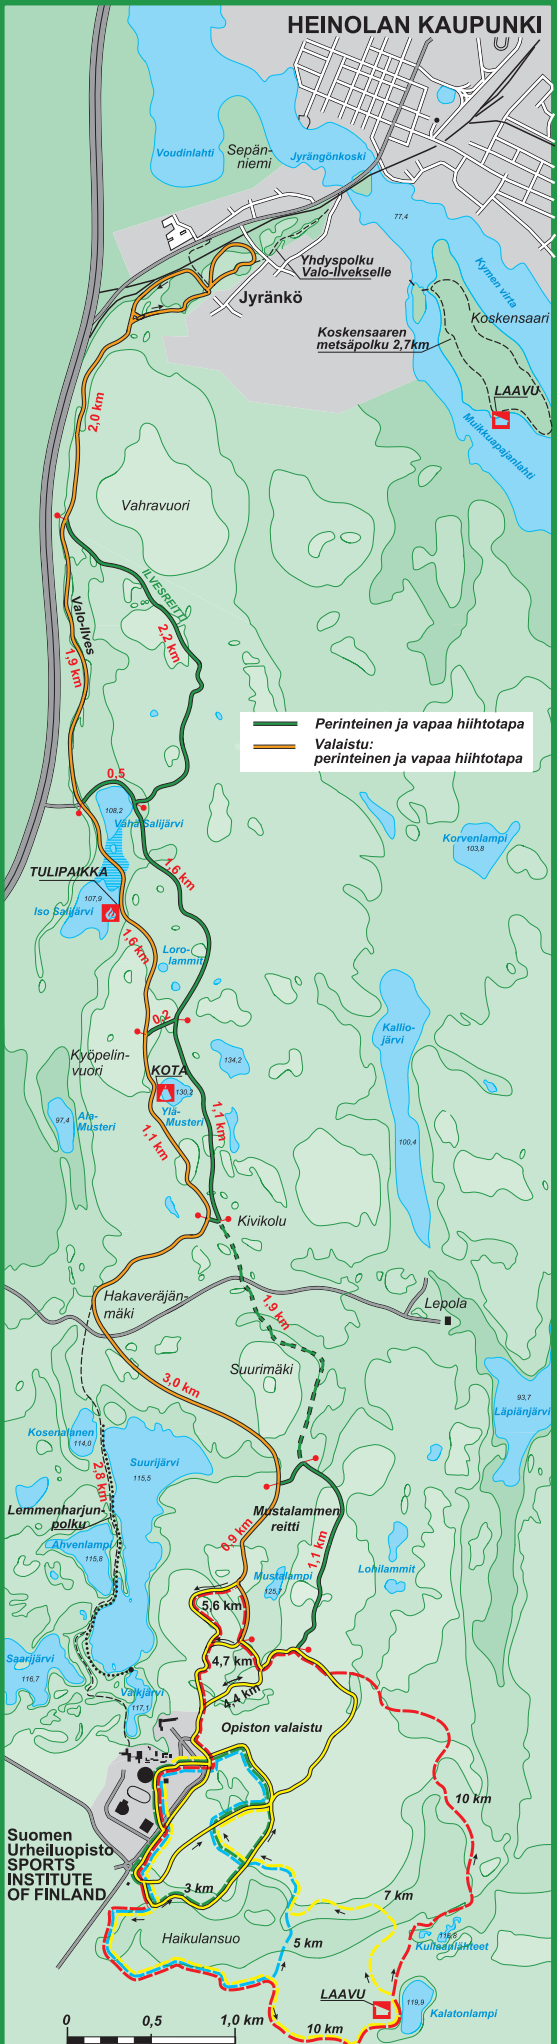 HEINOLAN KAUPUNKI
Voudinlahti
Sepän-
niemi
Jyrängönkoski
77,4
Kymen virta
Yhdyspolku
Valo-Ilvekselle
Jyränkö
Koskensaari
Koskensaaren
metsäpolku 2,7km
LAAVU
Muikkuapajanlahti
2,0 km
Vahravuori
ILVESREITTI
Valo-Ilves
2,2 km
1,9 km
Perinteinen ja vapaa hiihtotapa
Valaistu:
perinteinen ja vapaa hiihtotapa
0,5
108,2
Vähä Salijärvi
Korvenlampi
103,8
TULIPAIKKA
1,6 km
107,9
Iso Salijärvi
1,6 km
Loro-
lammit
0,2
Kallio-
järvi
Kyöpelin-
vuori
134,2
KOTA
130,2
Ylä-
Musteri
97,4
Ala-
Musteri
1,1 km
1,1 km
100,4
Kivikolu
Hakaveräjän-
mäki
1,9 km
Lepola
Suurimäki
3,0 km
93,7
Läpiänjärvi
Kosenalanen
114,0
Suurijärvi
115,5
2,8 km
Lemmenharjun-
polku
Mustalammen
reitti
0,9 km
1,1 km
Ahvenlampi
115,8
Mustalampi
125,7
Lohilammit
5,6 km
Saarijärvi
116,7
4,7 km
Valkjärvi
117,1
4,4 km
Opiston valaistu
10 km
Suomen
Urheiluopisto
SPORTS
INSTITUTE
OF FINLAND
3 km
7 km
Haikulansuo
5 km
116,8
Kullaanlähteet
LAAVU
119,9
Kalatonlampi
10 km
0 0,5 1,0 km